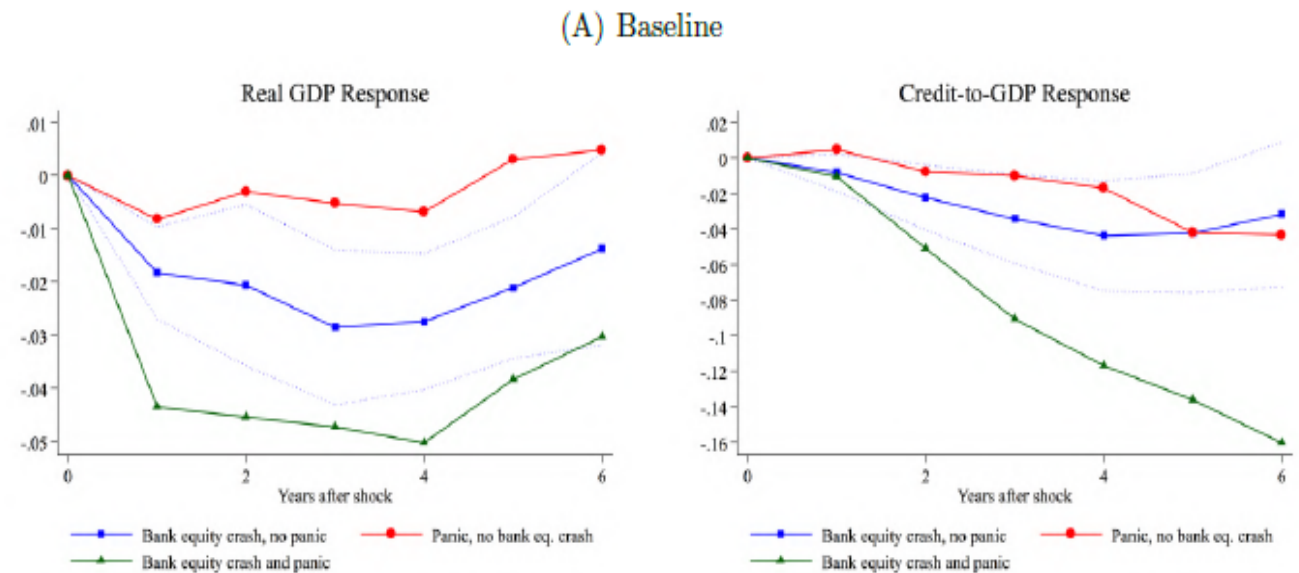 (A) Baseline
Real GDP Response
.01
0
-.01
-.02
-.03
-.04
-.05
0 2 4 6
Years after shock
Bank equity crash, no panic
Panic, no bank eq. crash
Bank equity crash and panic
Credit-to-GDP Response
.02
0
-.02
-.04
-.06
-.08
-.1
-.12
-.14
-.16
0 2 4 6
Years after shock
Bank equity crash, no panic
Panic, no bank eq. crash
Bank equity crash and panic